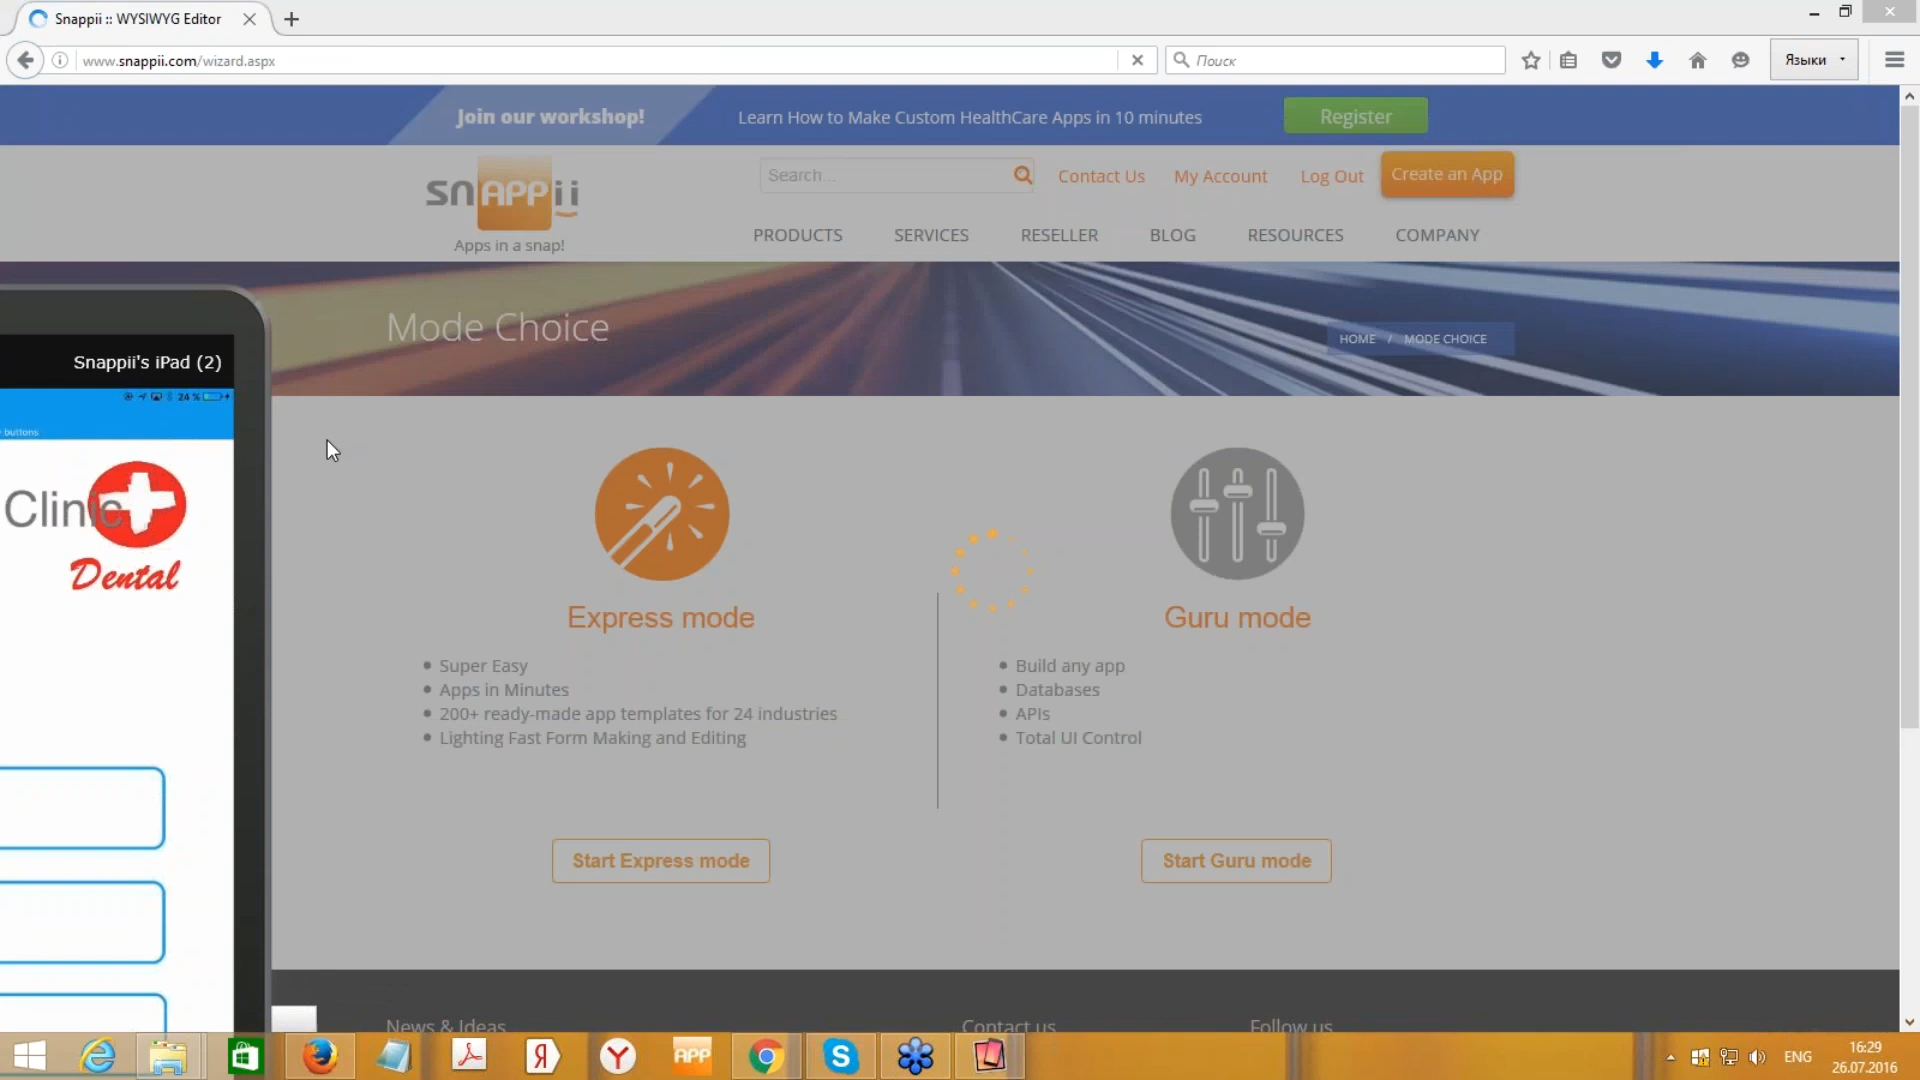 Snappii :: WYSIWYG Editor
www.snappii.com/wizard.aspx
Поиск
Языки
Join our workshop!
Learn How to Make Custom HealthCare Apps in 10 minutes
Register
snAPPii
Apps in a snap!
Search...
Contact Us
My Account
Log Out
Create an App
PRODUCTS
SERVICES
RESELLER
BLOG
RESOURCES
COMPANY
Mode Choice
HOME / MODE CHOICE
Snappii's iPad (2)
24 %
buttons
Clinic
Dental
Express mode
Super Easy
Apps in Minutes
200+ ready-made app templates for 24 industries
Lighting Fast Form Making and Editing
Start Express mode
Guru mode
Build any app
Databases
APIs
Total UI Control
Start Guru mode
News & Ideas
Contact us
Follow us
Я
Y
APP
S
ENG
16:29
26.07.2016